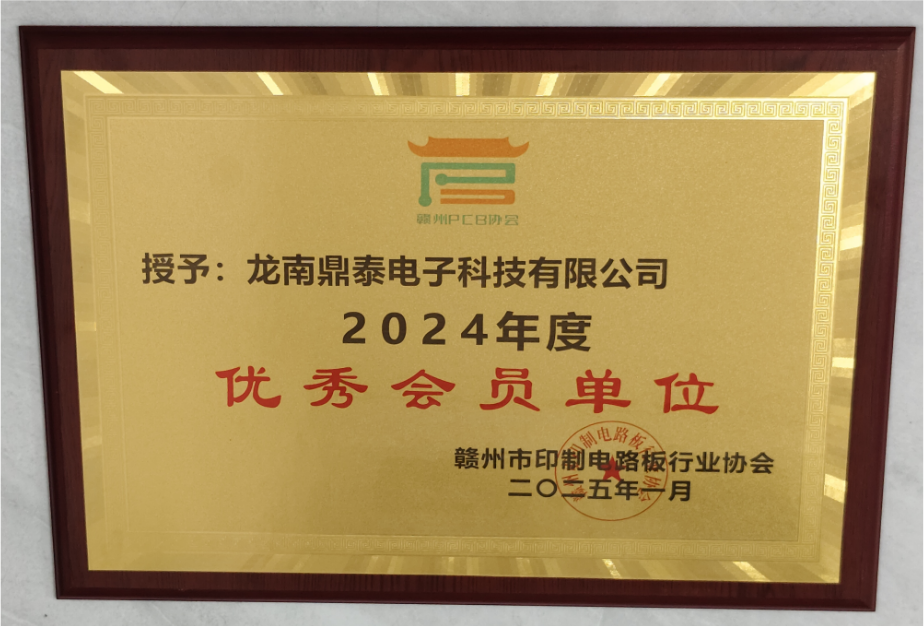 赣州PCB协会
授予：龙南鼎泰电子科技有限公司
2024年度
优秀会员单位
赣州市印制电路板行业协会
二〇二五年一月